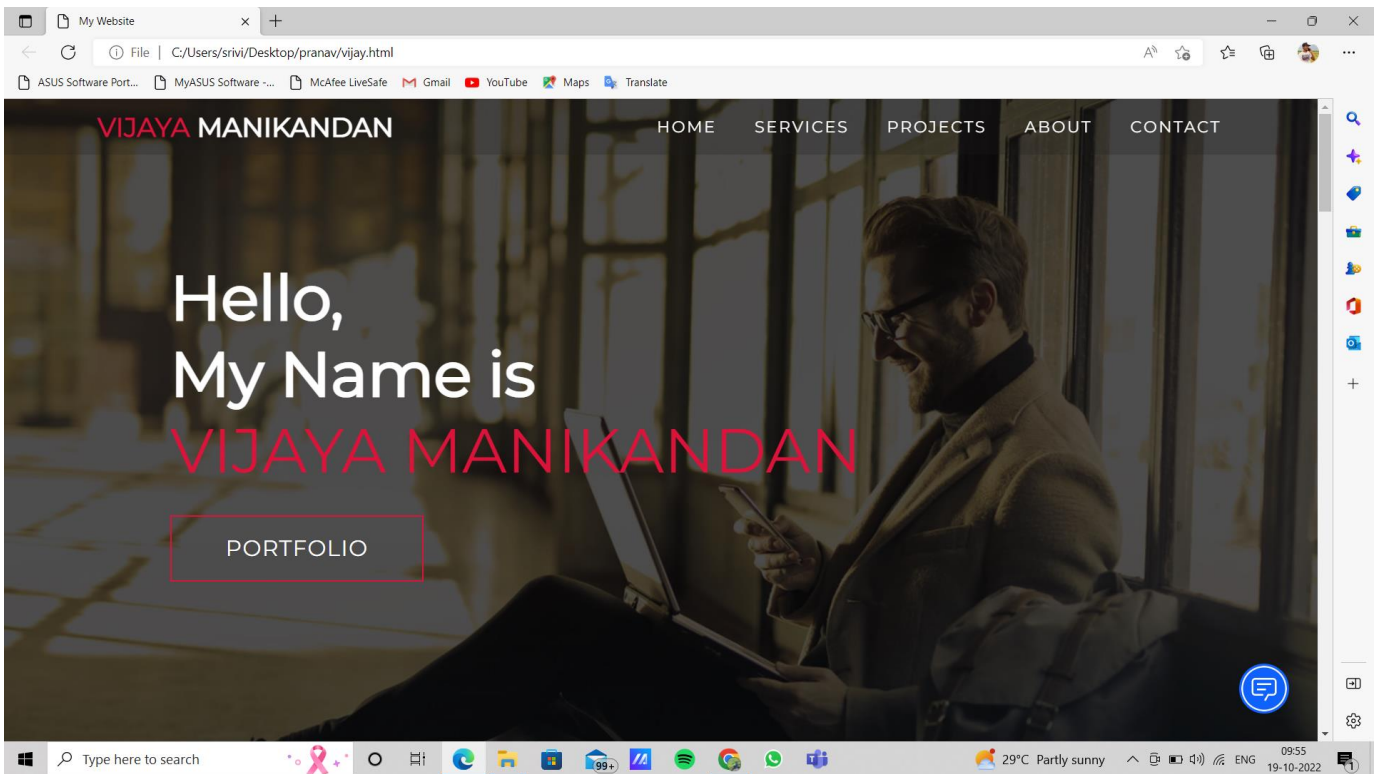 My Website
File | C:/Users/srivi/Desktop/pranav/vijay.html
ASUS Software Port... MyASUS Software -... McAfee LiveSafe Gmail YouTube Maps Translate
VIJAYA MANIKANDAN HOME SERVICES PROJECTS ABOUT CONTACT
Hello,
My Name is
VIJAYA MANIKANDAN
PORTFOLIO
Type here to search 99+ 29°C Partly sunny ENG 09:55
19-10-2022 1